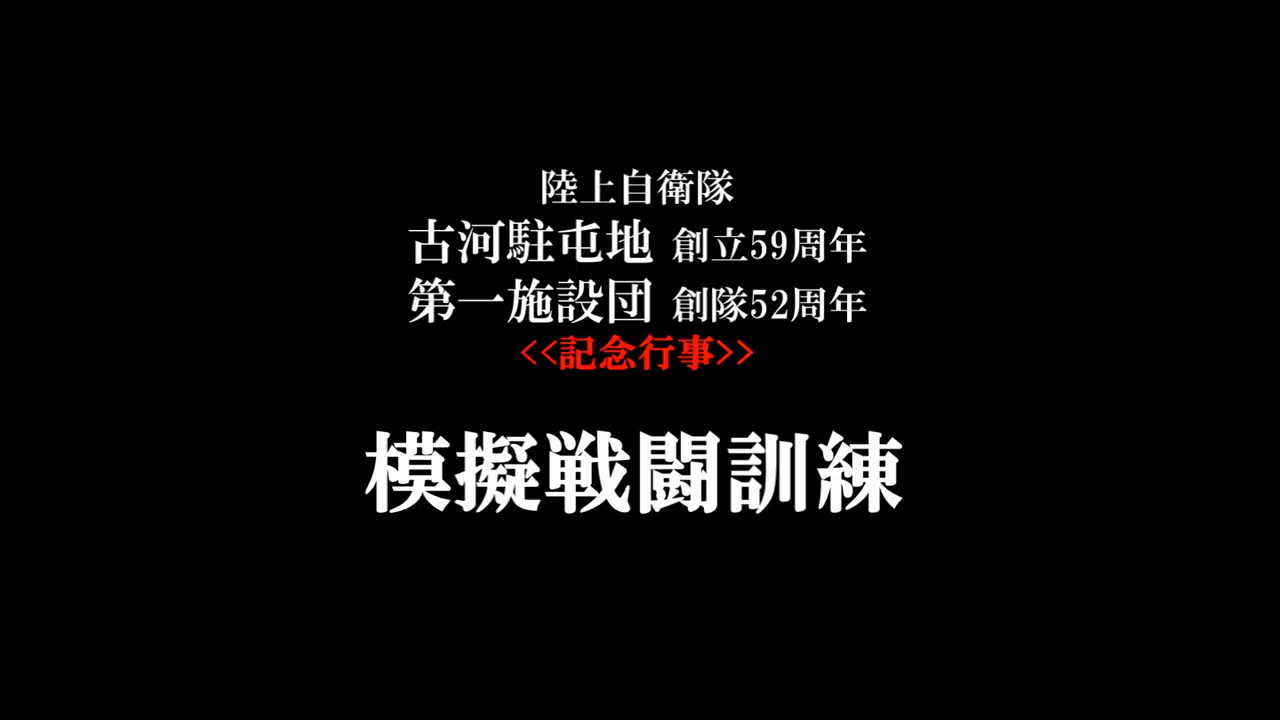 陸上自衛隊
古河駐屯地 創立59周年
第一施設団 創隊52周年
<<記念行事>>
模擬戦闘訓練